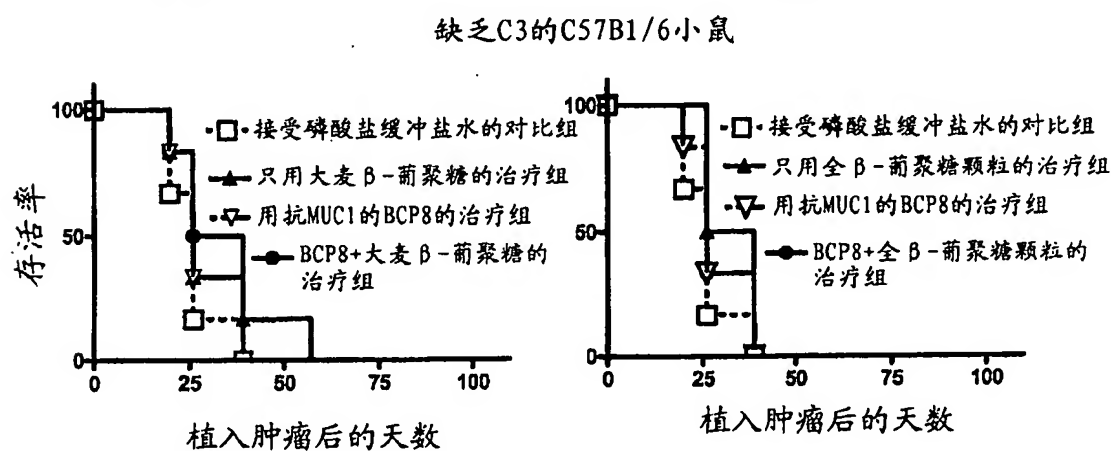 缺乏C3的C57B1/6小鼠
存活率
100
50
0
接受磷酸盐缓冲盐水的对比组
只用大麦β-葡聚糖的治疗组
用抗MUC1的BCP8的治疗组
BCP8+大麦β-葡聚糖的
治疗组
0 25 50 75 100
植入肿瘤后的天数
100
50
0
接受磷酸盐缓冲盐水的对比组
只用全β-葡聚糖颗粒的治疗组
用抗MUC1的BCP8的治疗组
BCP8+全β-葡聚糖颗粒的
治疗组
0 25 50 75 100
植入肿瘤后的天数